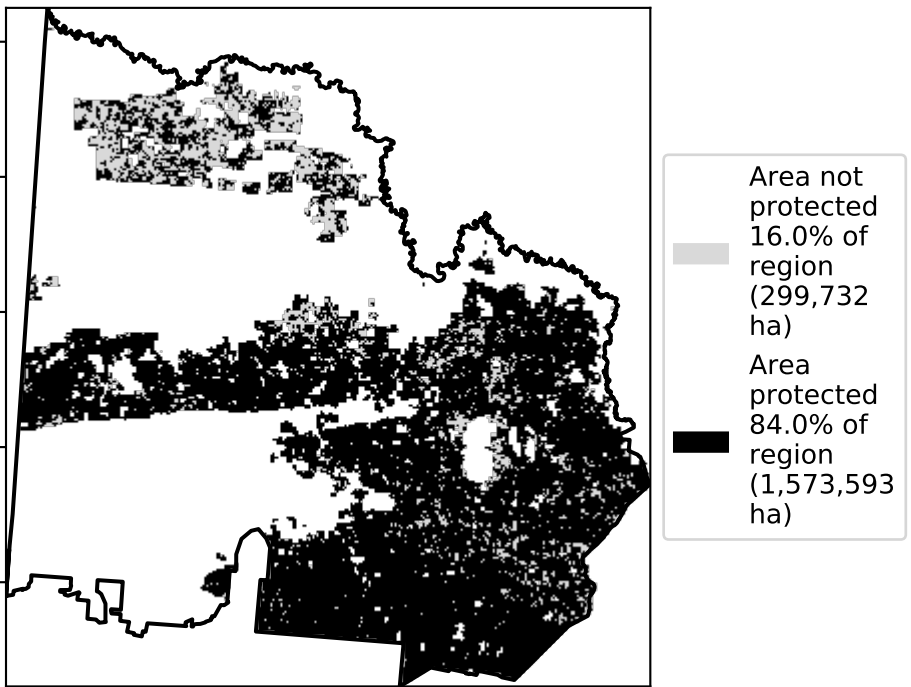 Area not
protected
16.0% of
region
(299,732
ha)
Area
protected
84.0% of
region
(1,573,593
ha)